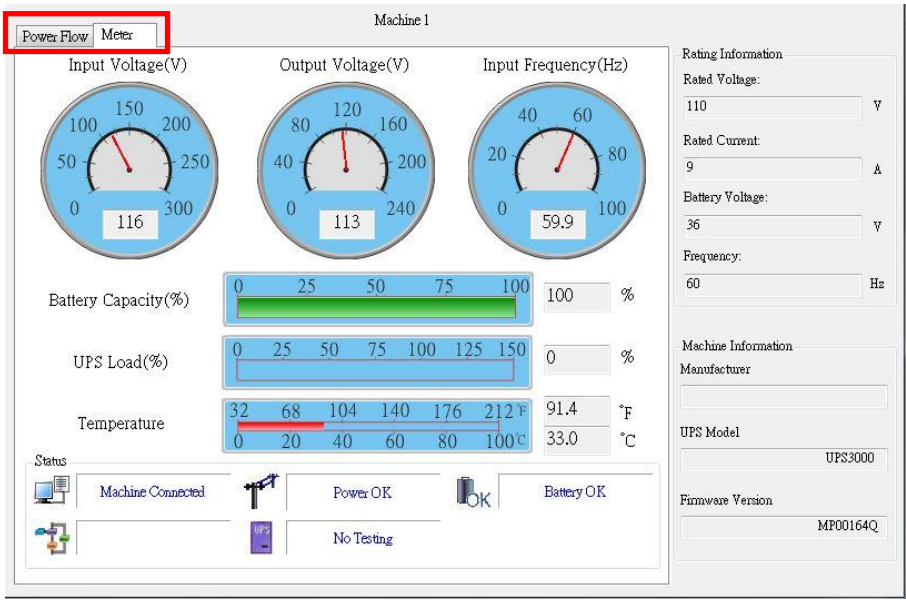 Machine 1
Power Flow Meter
Input Voltage(V)
0 50 100 150 200 250 300
116
Output Voltage(V)
0 40 80 120 160 200 240
113
Input Frequency(Hz)
0 20 40 60 80 100
59.9
Battery Capacity(%)
0 25 50 75 100
100 %
UPS Load(%)
0 25 50 75 100 125 150
0 %
Temperature
32 68 104 140 176 212 °F
0 20 40 60 80 100°C
91.4 °F
33.0 °C
Status
Machine Connected
Power OK
OK
Battery OK
UPS
No Testing
Rating Information
Rated Voltage:
110 V
Rated Current:
9 A
Battery Voltage:
36 V
Frequency:
60 Hz
Machine Information
Manufacturer
UPS Model
UPS3000
Firmware Version
MP00164Q